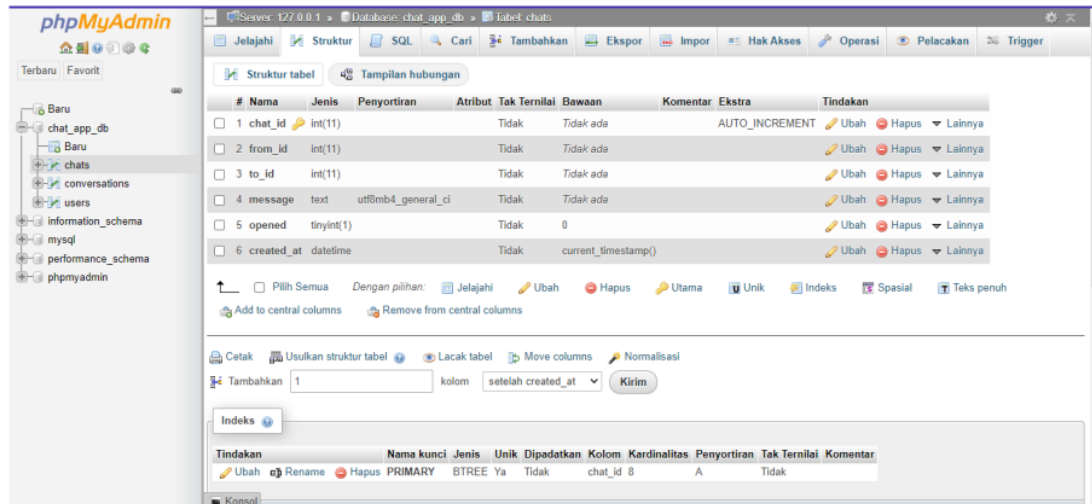 phpMyAdmin
Terbaru Favorit
Baru
chat_app_db
Baru
chats
conversations
users
information_schema
mysql
performance_schema
phpmyadmin
Server: 127.0.0.1 » Database: chat_app_db » Tabel: chats
Jelajahi Struktur SQL Cari Tambahkan Ekspor Impor Hak Akses Operasi Pelacakan Trigger
Struktur tabel Tampilan hubungan
# Nama Jenis Penyortiran Atribut Tak Ternilai Bawaan Komentar Ekstra Tindakan
1 chat_id int(11) Tidak Tidak ada AUTO_INCREMENT Ubah Hapus Lainnya
2 from_id int(11) Tidak Tidak ada Ubah Hapus Lainnya
3 to_id int(11) Tidak Tidak ada Ubah Hapus Lainnya
4 message text utf8mb4_general_ci Tidak Tidak ada Ubah Hapus Lainnya
5 opened tinyint(1) Tidak 0 Ubah Hapus Lainnya
6 created_at datetime Tidak current_timestamp() Ubah Hapus Lainnya
Pilih Semua Dengan pilihan: Jelajahi Ubah Hapus Utama Unik Indeks Spasial Teks penuh
Add to central columns Remove from central columns
Cetak Usulkan struktur tabel Lacak tabel Move columns Normalisasi
Tambahkan 1 kolom setelah created_at Kirim
Indeks
Tindakan Nama kunci Jenis Unik Dipadatkan Kolom Kardinalitas Penyortiran Tak Ternilai Komentar
Ubah Rename Hapus PRIMARY BTREE Ya Tidak chat_id 8 A Tidak
Konsol